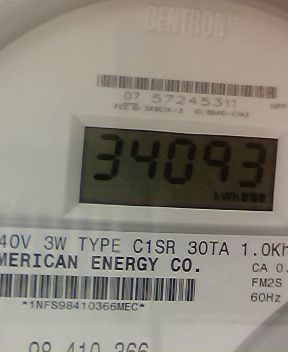 CENTRON®
07 57245311
34093
kWh
40V 3W TYPE C1SR 30TA 1.0Kh
MERICAN ENERGY CO.
CA 0.
FM2S
60Hz
*1NFS98410366MEC*
98 410 366